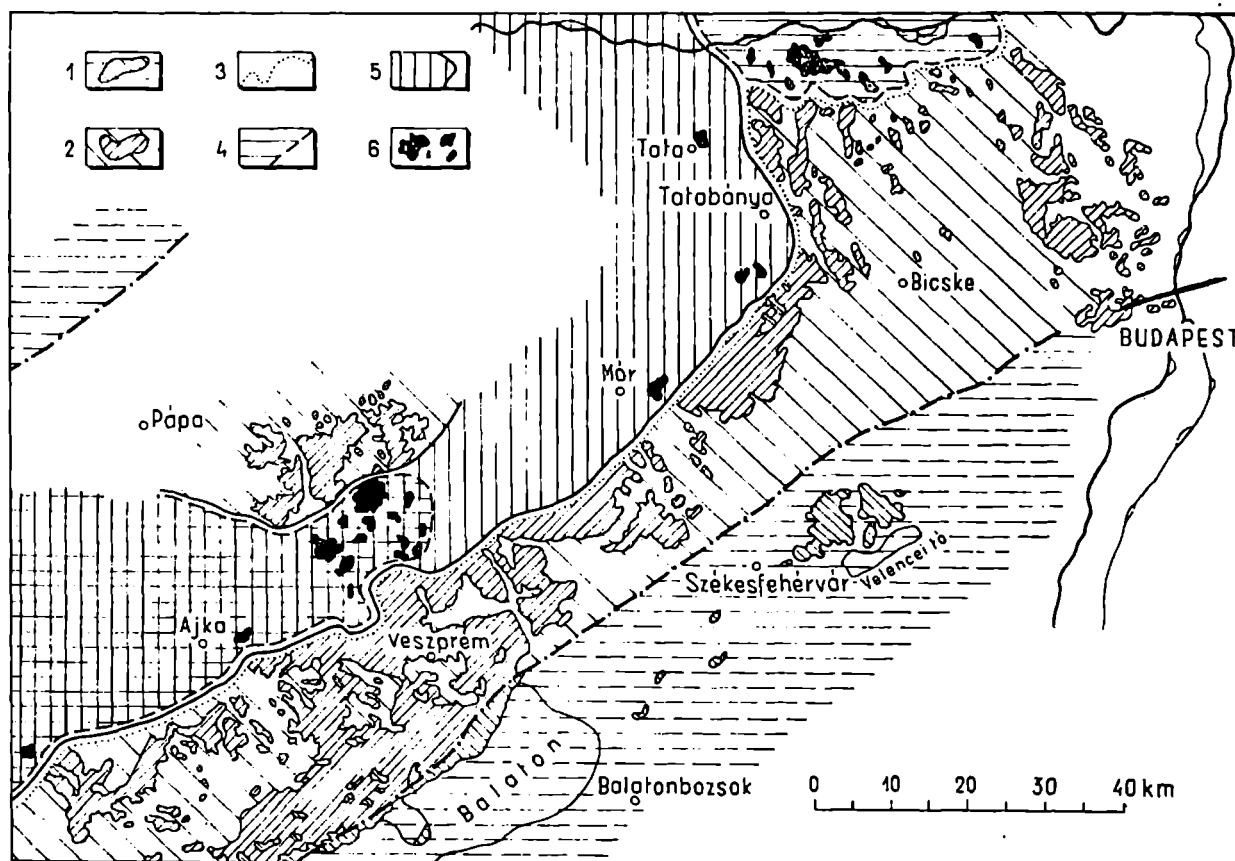 1 3 5
2 4 6
Tata
Tatabánya
Bicske
BUDAPEST
Mór
Pápa
Székesfehérvár
Velencei tó
Ajka
Veszprém
Balaton
Balatonbozsok
0 10 20 30 40 km